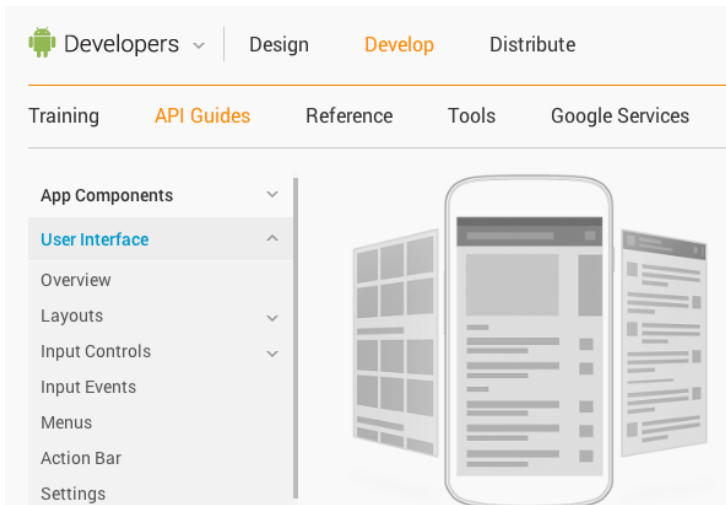 Developers Design Develop Distribute
Training API Guides Reference Tools Google Services
App Components
User Interface
Overview
Layouts
Input Controls
Input Events
Menus
Action Bar
Settings